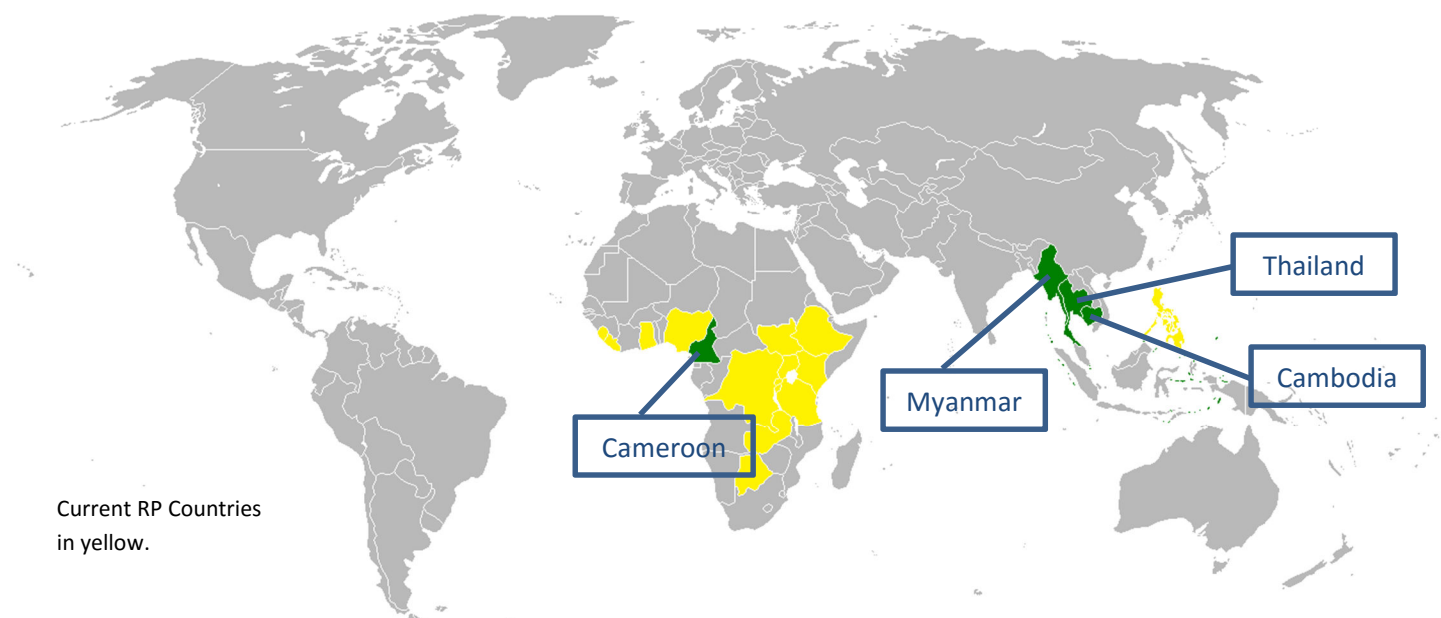 Thailand
Cambodia
Myanmar
Cameroon
Current RP Countries
in yellow.